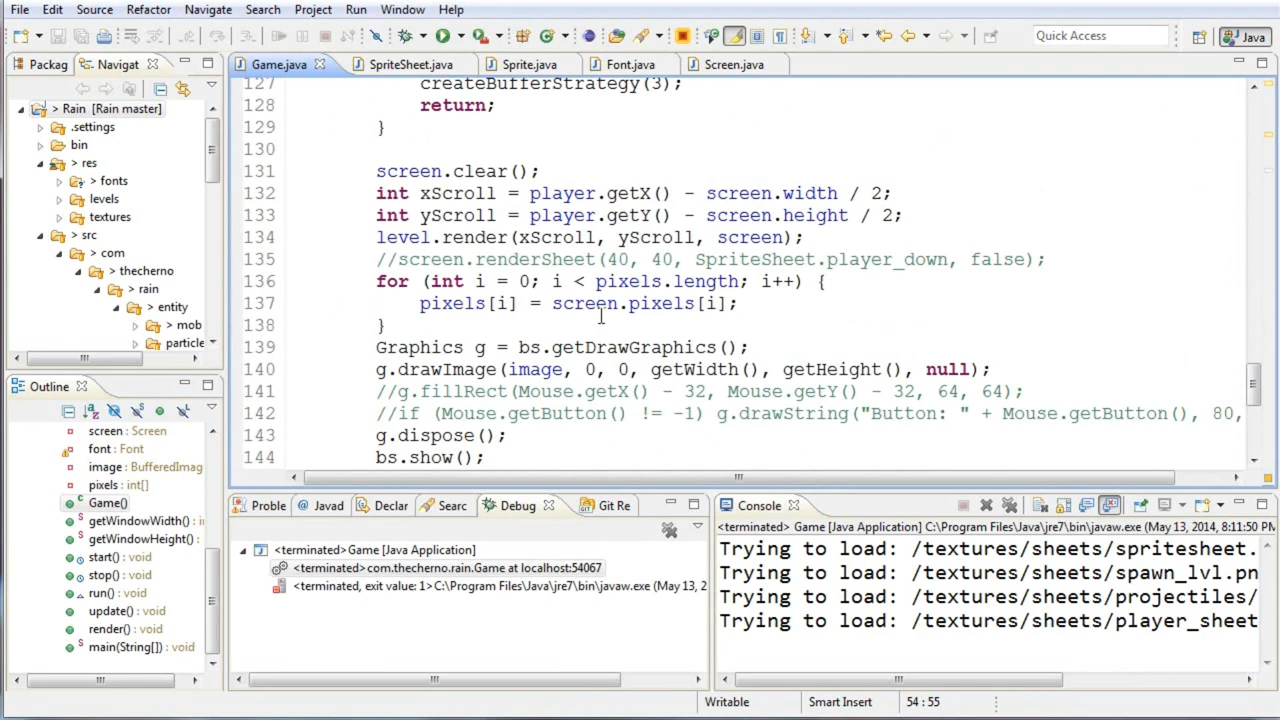 File Edit Source Refactor Navigate Search Project Run Window Help
Quick Access
Java
Packag
Navigat
> Rain [Rain master]
.settings
bin
> res
> fonts
levels
textures
> src
> com
> thecherno
> rain
> entity
> mob
particle
Outline
screen : Screen
font : Font
image : BufferedImag
pixels : int[]
Game()
getWindowWidth() : i
getWindowHeight() : i
start() : void
stop() : void
run() : void
update() : void
render() : void
main(String[]) : void
Game.java
SpriteSheet.java
Sprite.java
Font.java
Screen.java
127 createBufferStrategy(3);
128 return;
129 }
130
131 screen.clear();
132 int xScroll = player.getX() - screen.width / 2;
133 int yScroll = player.getY() - screen.height / 2;
134 level.render(xScroll, yScroll, screen);
135 //screen.renderSheet(40, 40, SpriteSheet.player_down, false);
136 for (int i = 0; i < pixels.length; i++) {
137 pixels[i] = screen.pixels[i];
138 }
139 Graphics g = bs.getDrawGraphics();
140 g.drawImage(image, 0, 0, getWidth(), getHeight(), null);
141 //g.fillRect(Mouse.getX() - 32, Mouse.getY() - 32, 64, 64);
142 //if (Mouse.getButton() != -1) g.drawString("Button: " + Mouse.getButton(), 80,
143 g.dispose();
144 bs.show();
Proble
@ Javad
Declar
Searc
Debug
Git Re
<terminated>Game [Java Application]
<terminated>com.thecherno.rain.Game at localhost:54067
<terminated, exit value: 1>C:\Program Files\Java\jre7\bin\javaw.exe (May 13, 2
Console
<terminated> Game [Java Application] C:\Program Files\Java\jre7\bin\javaw.exe (May 13, 2014, 8:11:50 PM)
Trying to load: /textures/sheets/spritesheet.
Trying to load: /textures/sheets/spawn_lvl.pn
Trying to load: /textures/sheets/projectiles/
Trying to load: /textures/sheets/player_sheet
Writable
Smart Insert
54 : 55